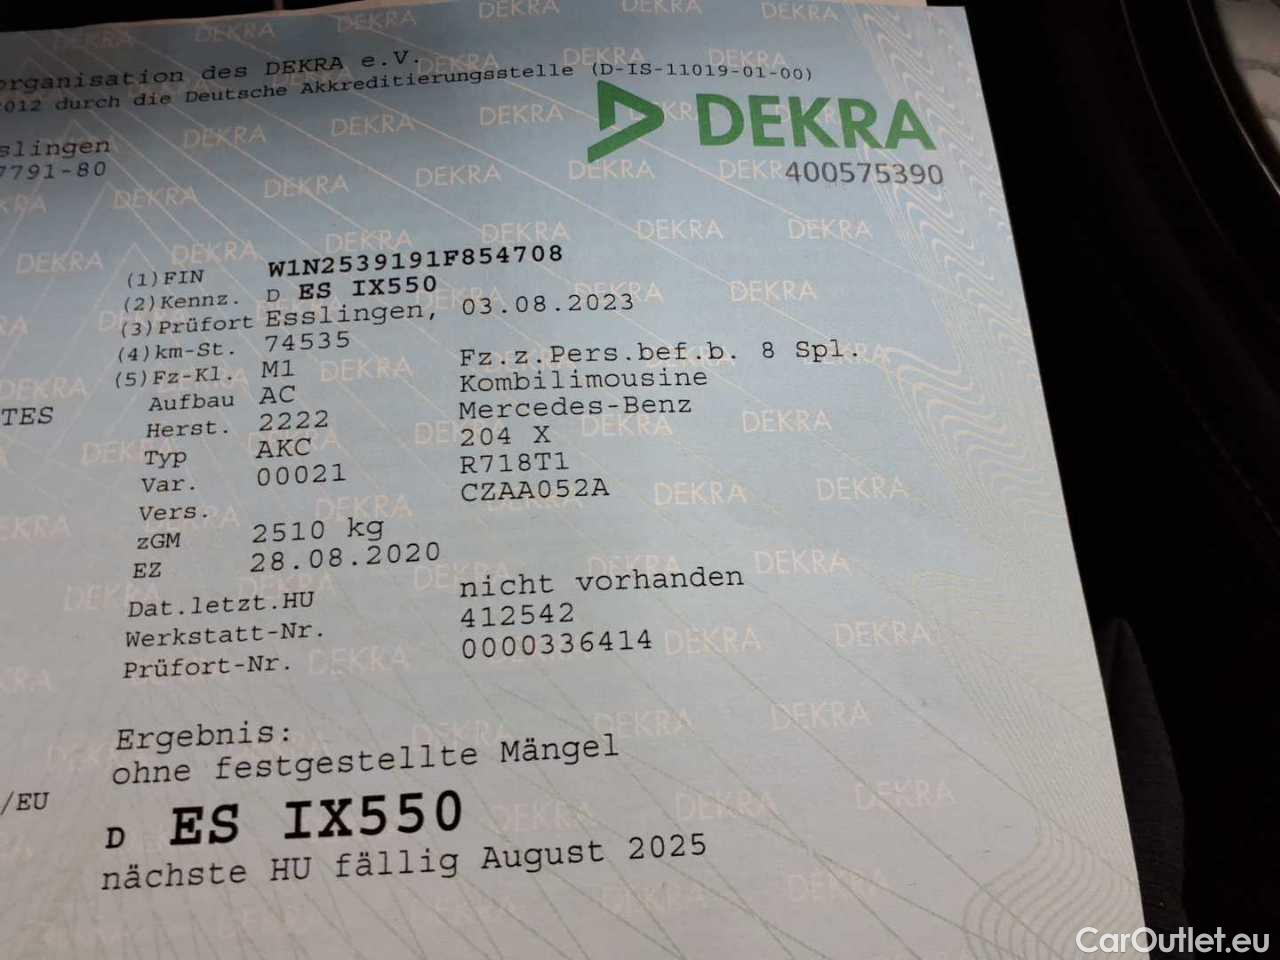 organisation des DEKRA e.V.
2012 durch die Deutsche Akkreditierungsstelle (D-IS-11019-01-00)
DEKRA
400575390
slingen
7791-80
(1)FIN W1N2539191F854708
(2)Kennz. D ES IX550
(3)Prüfort Esslingen, 03.08.2023
(4)km-St. 74535
(5)Fz-Kl. M1 Fz.z.Pers.bef.b. 8 Spl.
Aufbau AC Kombilimousine
Herst. 2222 Mercedes-Benz
Typ AKC 204 X
Var. 00021 R718T1
Vers. CZAA052A
zGM 2510 kg
EZ 28.08.2020
Dat.letzt.HU nicht vorhanden
Werkstatt-Nr. 412542
Prüfort-Nr. 0000336414
TES
Ergebnis:
ohne festgestellte Mängel
/EU
D ES IX550
nächste HU fällig August 2025
CarOutlet.eu